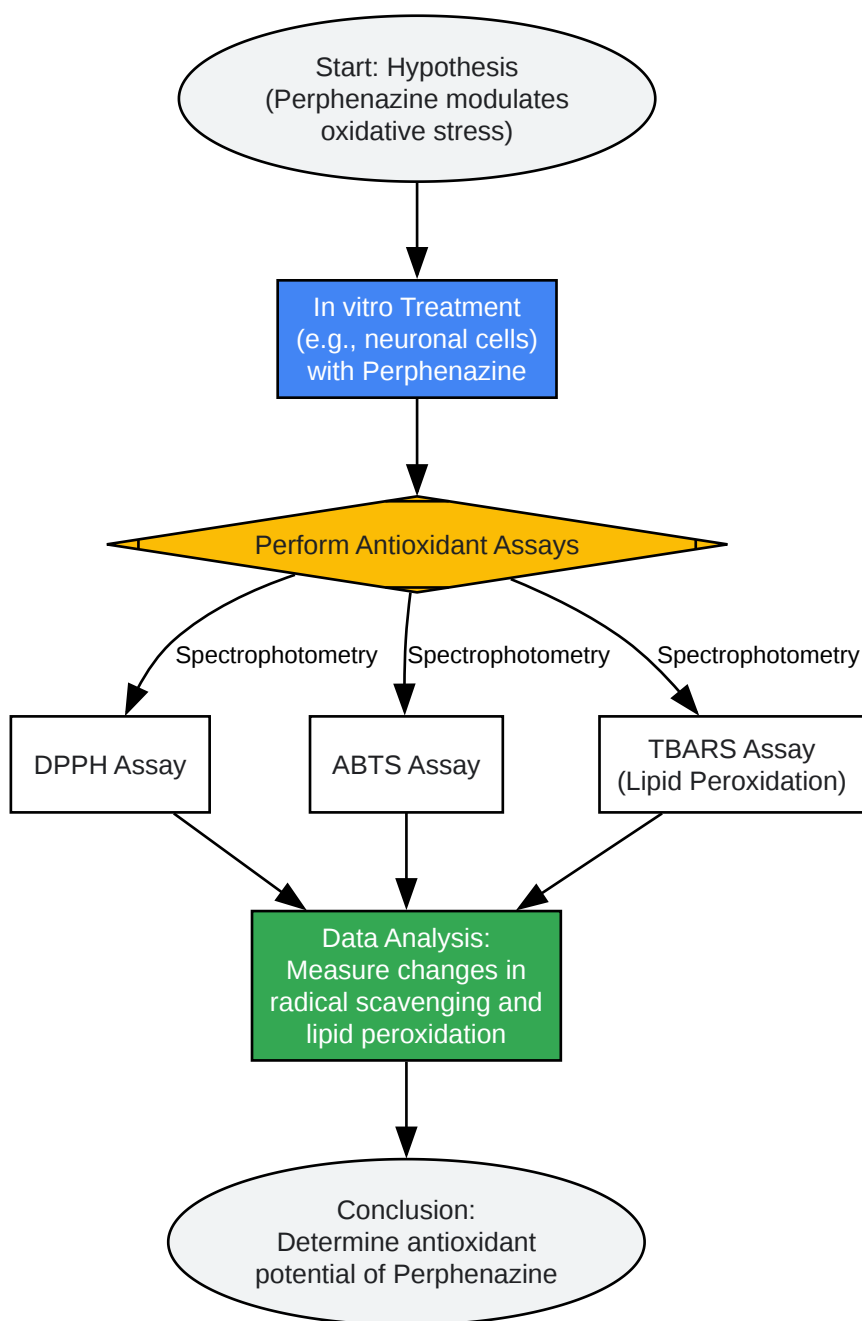 Start: Hypothesis
(Perphenazine modulates
oxidative stress)
In vitro Treatment
(e.g., neuronal cells)
with Perphenazine
Perform Antioxidant Assays
Spectrophotometry
Spectrophotometry
Spectrophotometry
DPPH Assay
ABTS Assay
TBARS Assay
(Lipid Peroxidation)
Data Analysis:
Measure changes in
radical scavenging and
lipid peroxidation
Conclusion:
Determine antioxidant
potential of Perphenazine